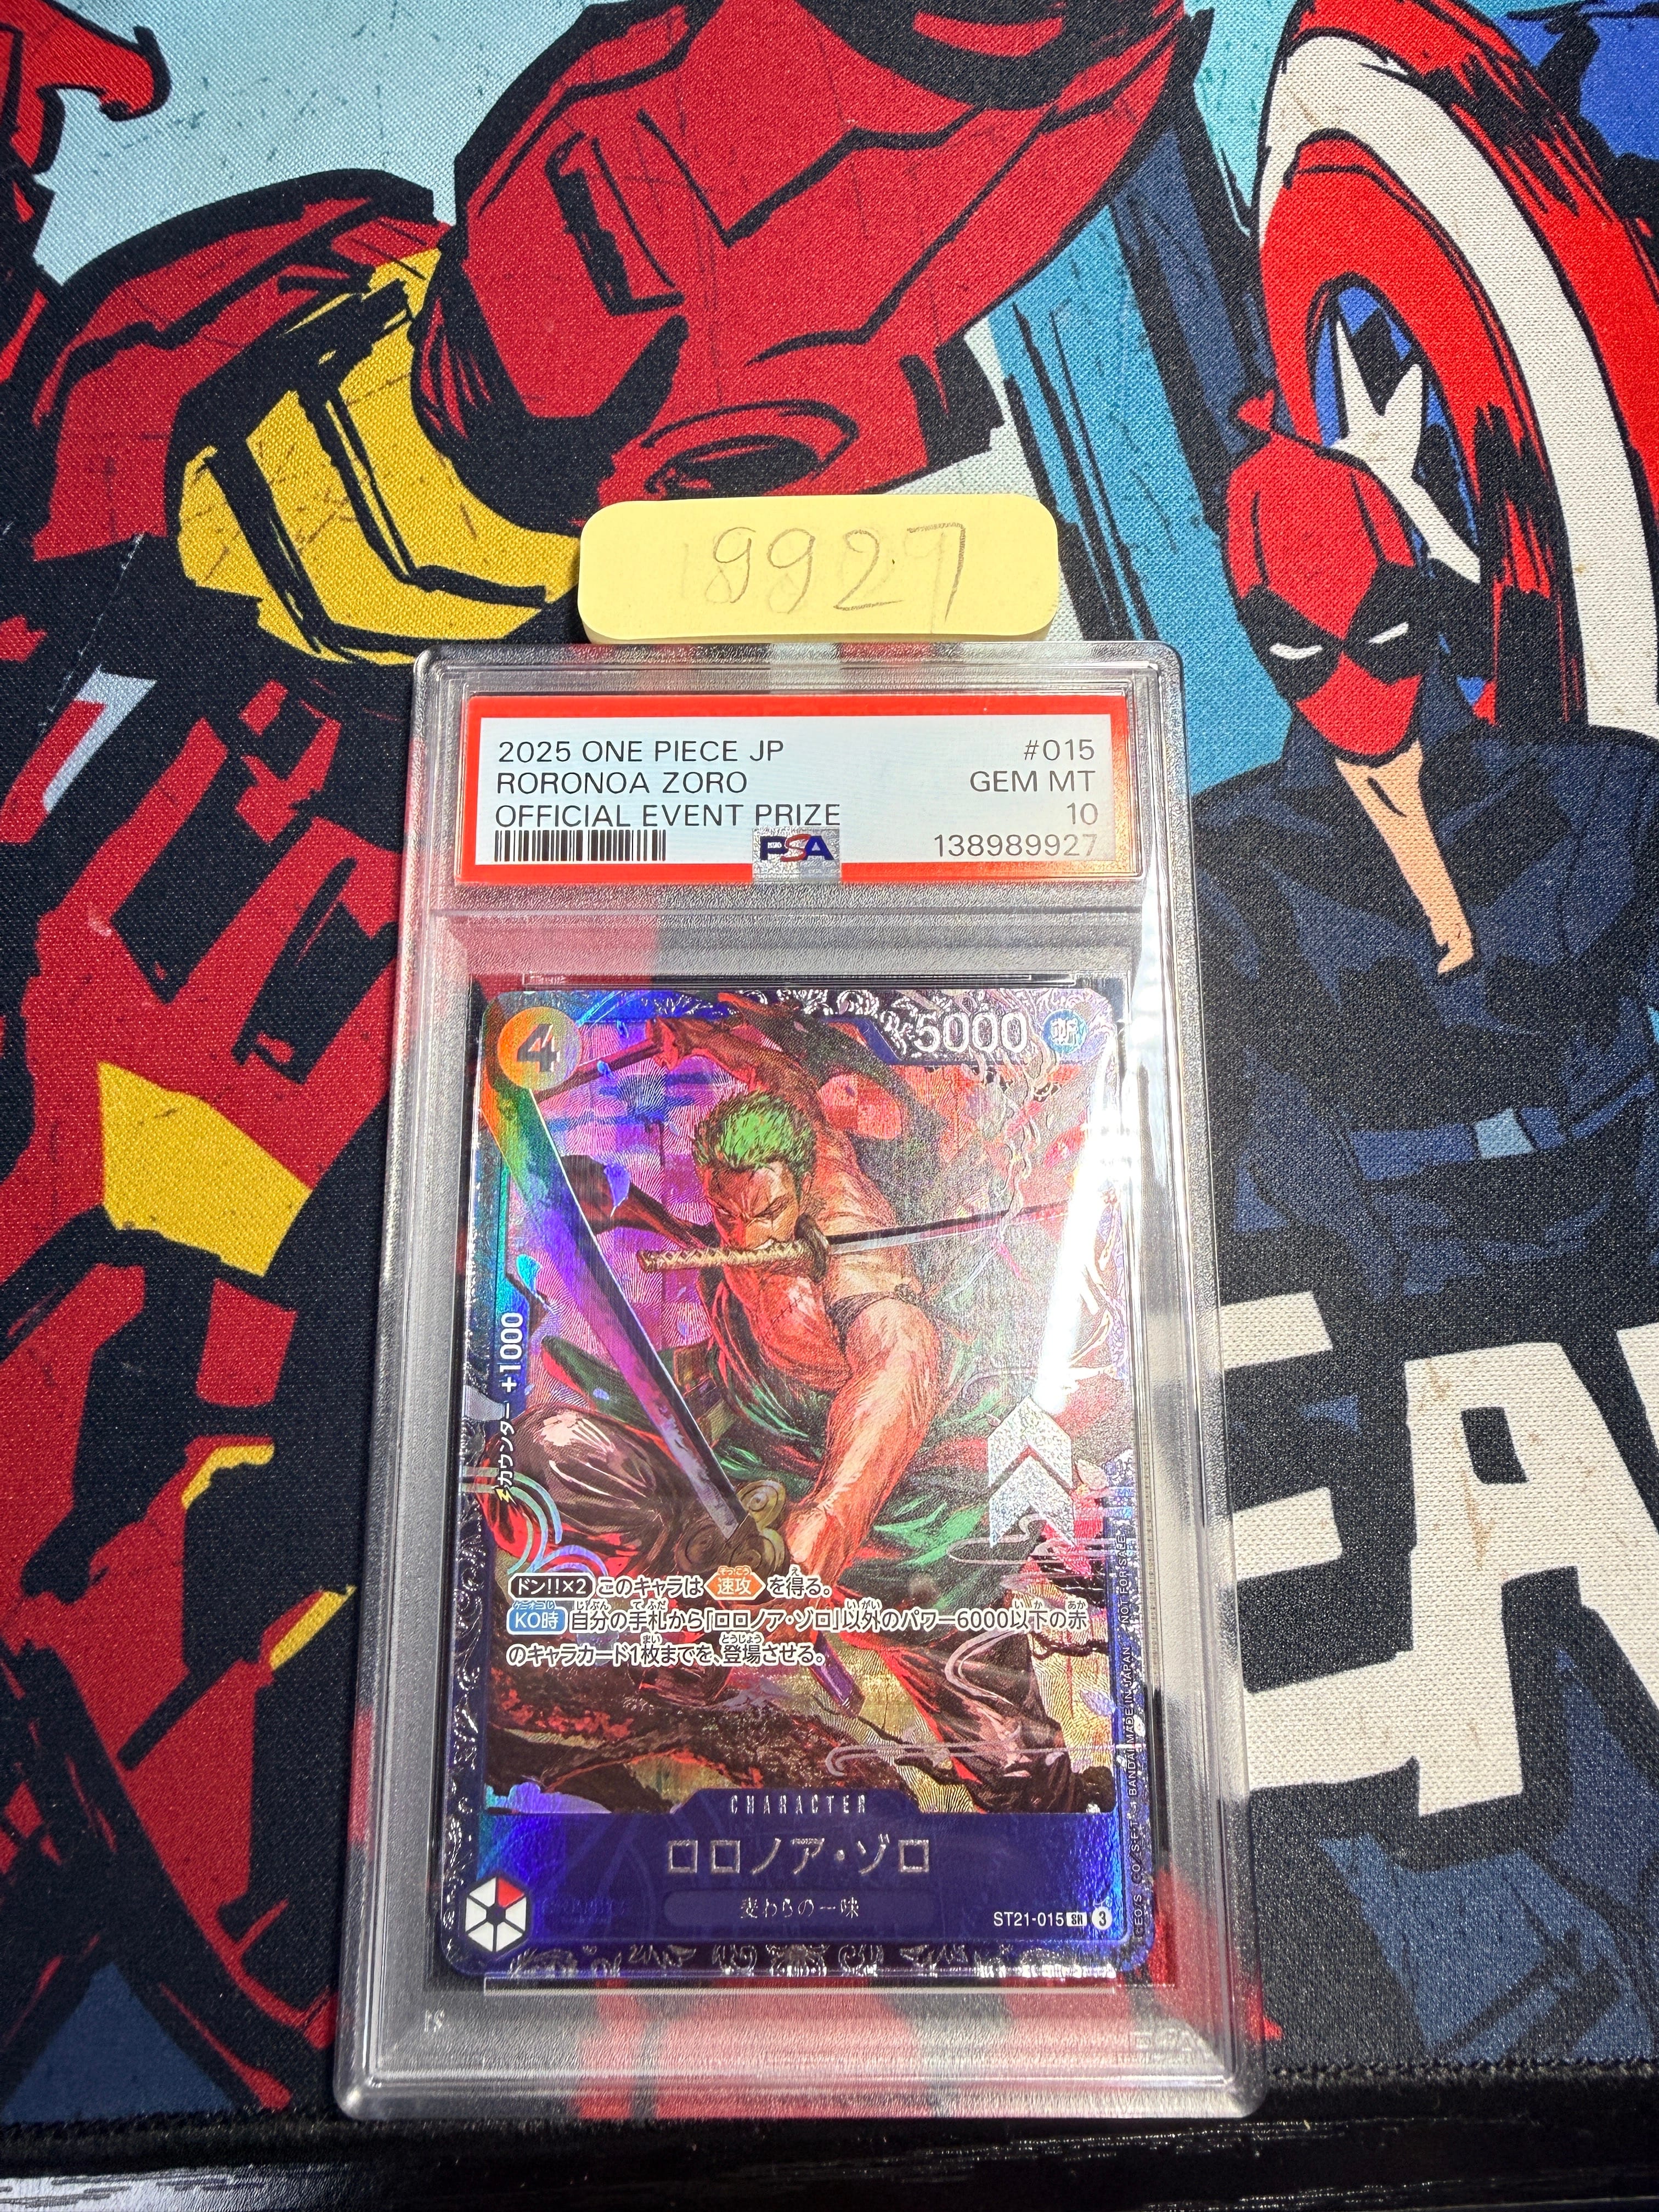 9927
2025 ONE PIECE JP #015
RORONOA ZORO GEM MT
OFFICIAL EVENT PRIZE 10
PSA 138989927
4 5000 斬
カウンター +1000
ドン!!×2 このキャラは 速攻 を得る。
KO時 自分の手札から「ロロノア・ゾロ」以外のパワー6000以下の赤
のキャラカード1枚までを、登場させる。
BANDAI MADE IN JAPAN NOT FOR SALE
CHARACTER
ロロノア・ゾロ
麦わらの一味
ST21-015 SR 3